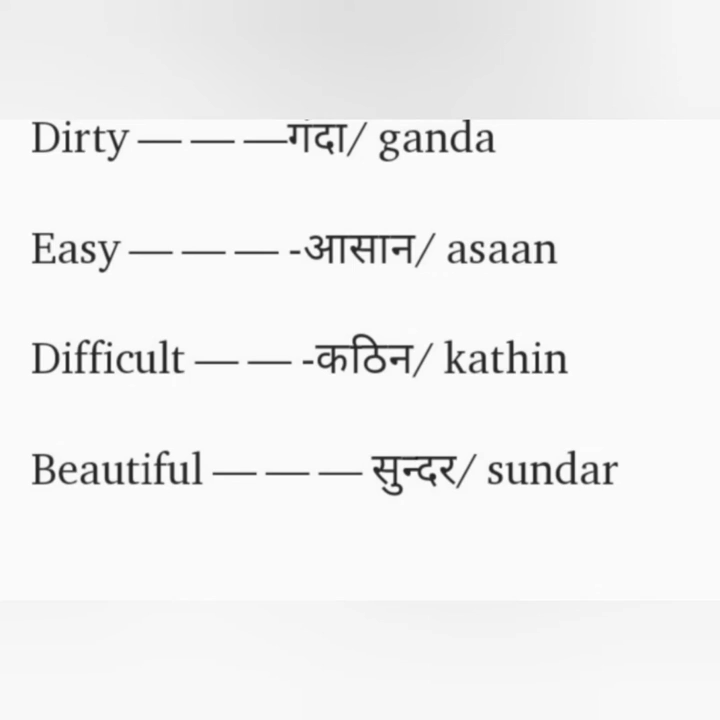 Dirty — — —गंदा/ ganda
Easy — — — -आसान/ asaan
Difficult — — -कठिन/ kathin
Beautiful — — — सुन्दर/ sundar